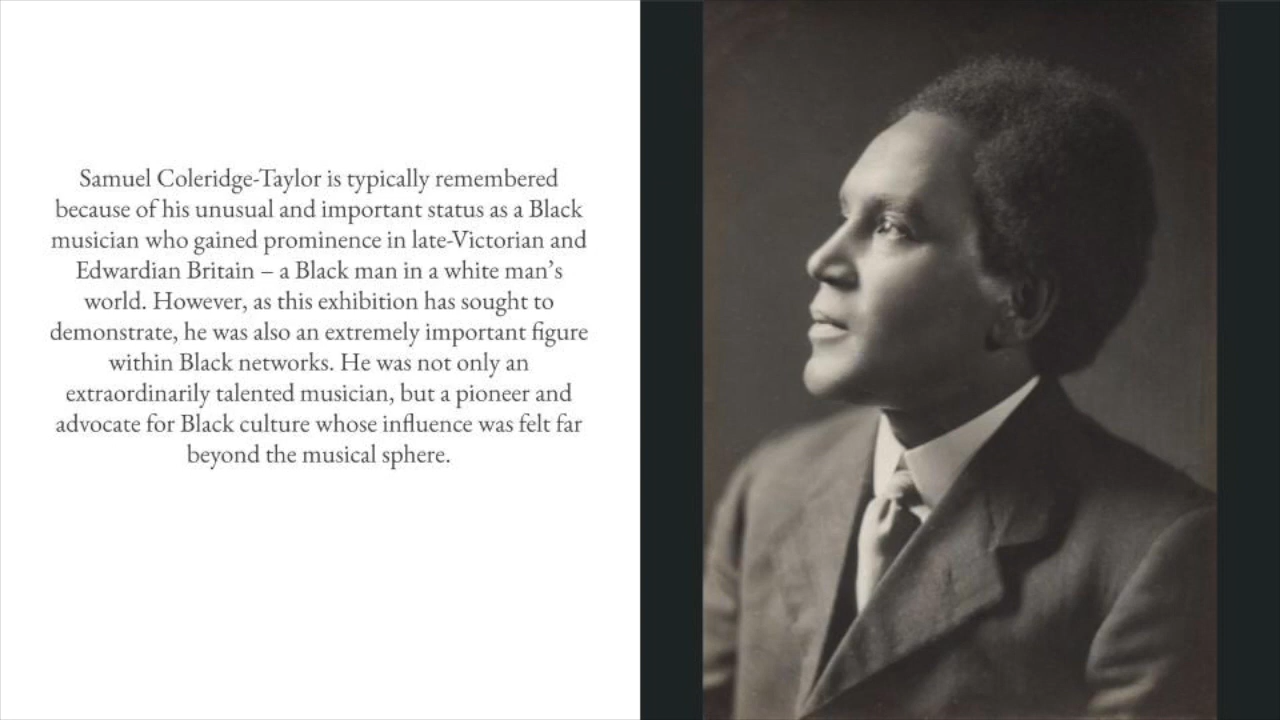 Samuel Coleridge-Taylor is typically remembered
because of his unusual and important status as a Black
musician who gained prominence in late-Victorian and
Edwardian Britain – a Black man in a white man’s
world. However, as this exhibition has sought to
demonstrate, he was also an extremely important figure
within Black networks. He was not only an
extraordinarily talented musician, but a pioneer and
advocate for Black culture whose influence was felt far
beyond the musical sphere.